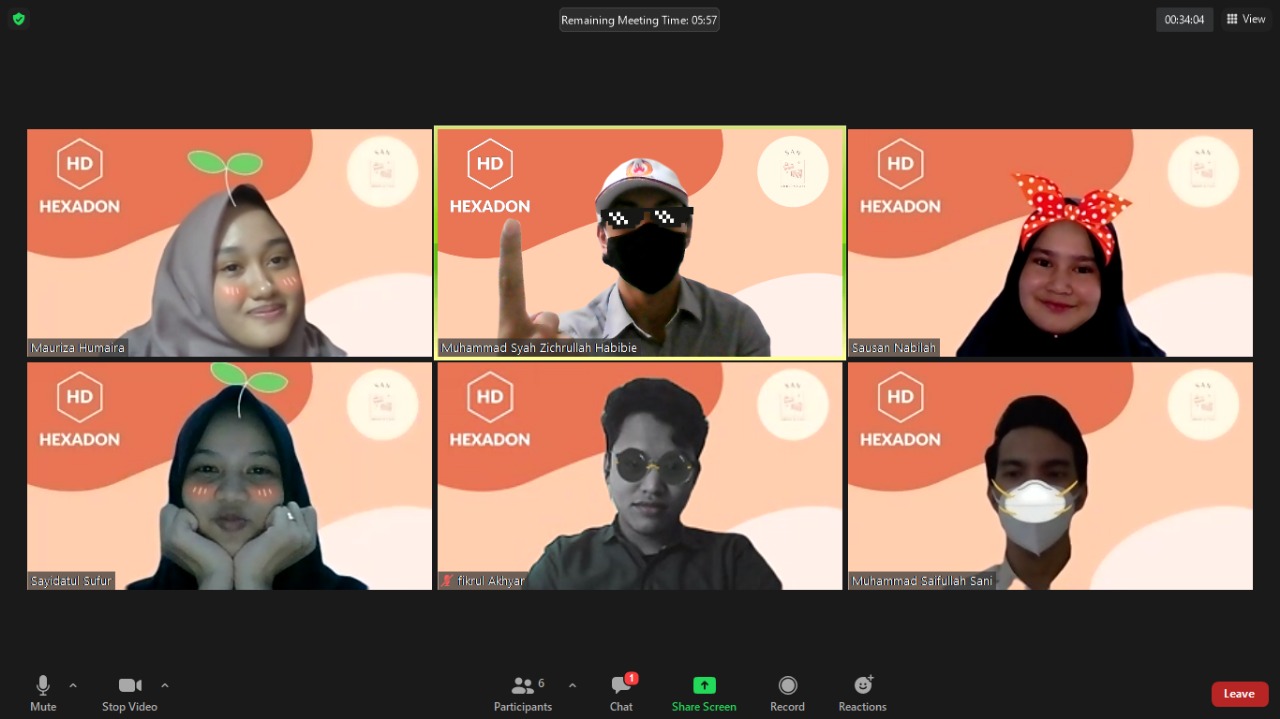 Remaining Meeting Time: 05:57
00:34:04
View
HD
HEXADON
Mauriza Humaira
HD
HEXADON
Muhammad Syah Zichrullah Habibie
HD
HEXADON
Sausan Nabilah
HD
HEXADON
Sayidatul Sufur
HD
HEXADON
fikrul Akhyar
HD
HEXADON
Muhammad Saifullah Sani
Mute
Stop Video
6
Participants
1
Chat
Share Screen
Record
Reactions
Leave